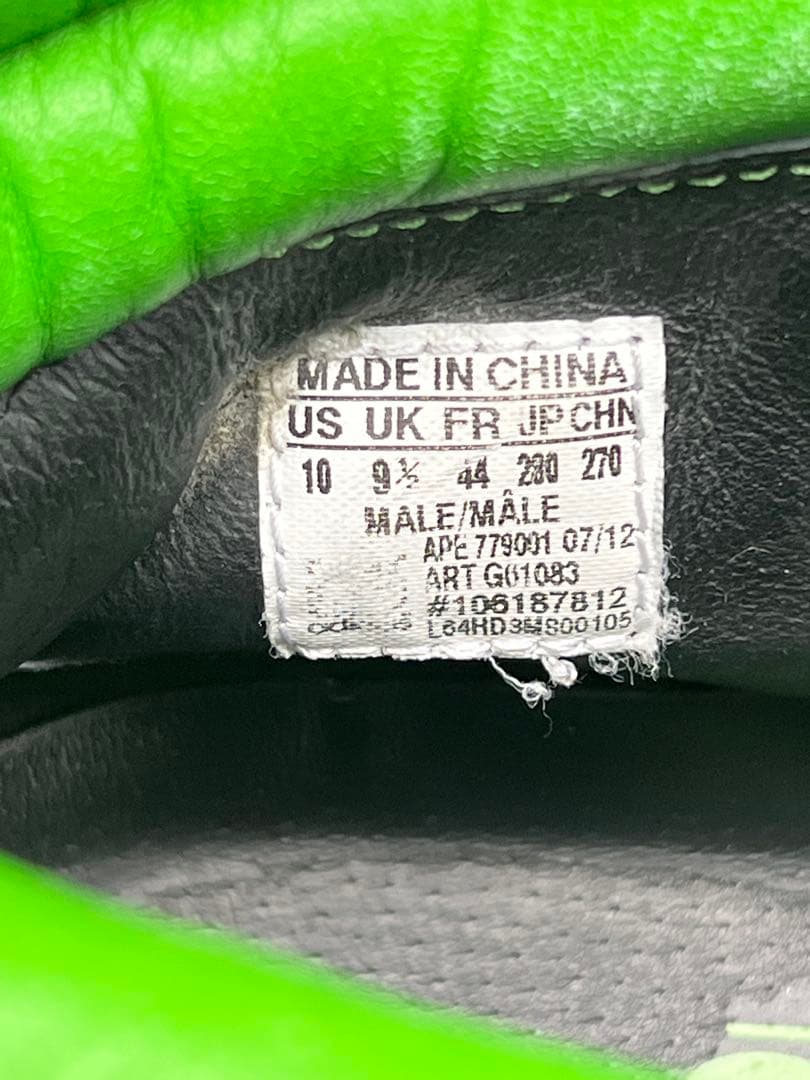 MADE IN CHINA
US UK FR JP CHN
10 9½ 44 280 270
MALE/MÂLE
APE 779001 07/12
ART G61083
#106187812
L64HD3MS00105